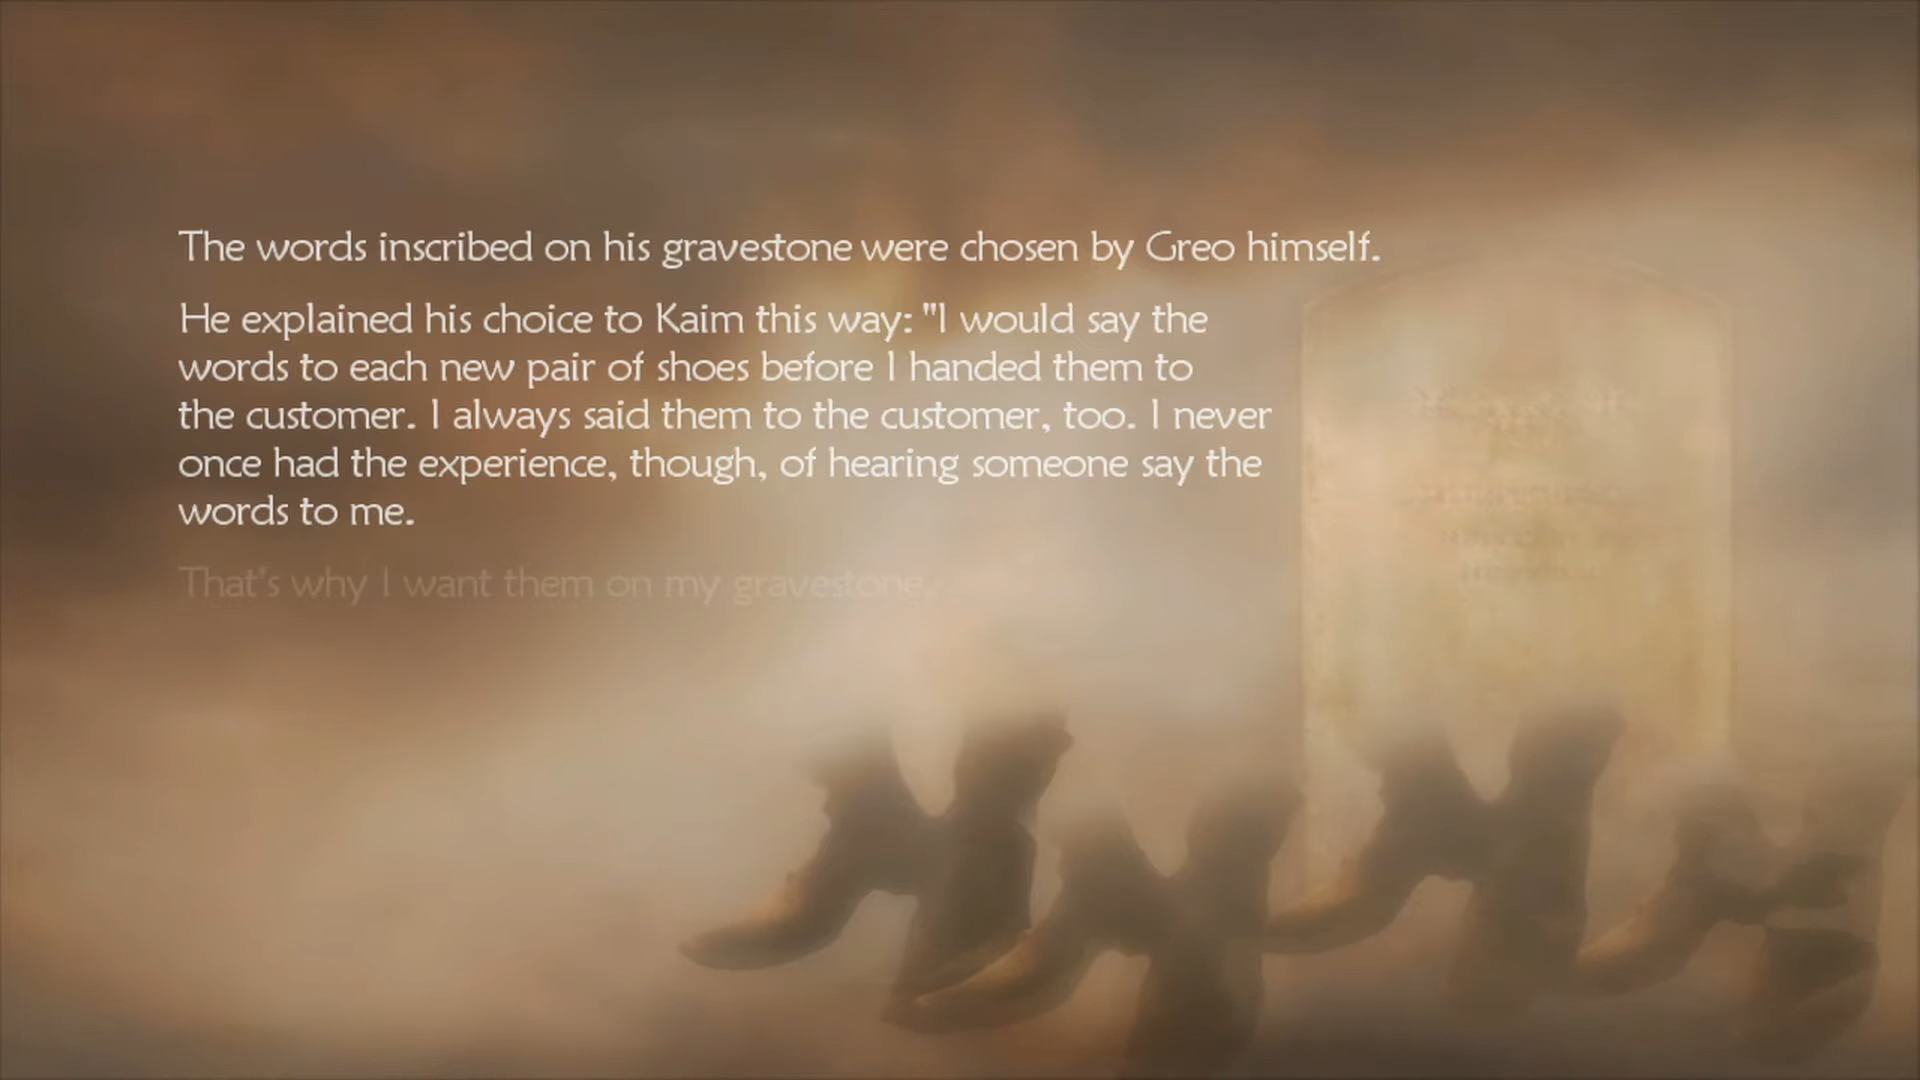 The words inscribed on his gravestone were chosen by Greo himself.
He explained his choice to Kaim this way: "I would say the
words to each new pair of shoes before I handed them to
the customer. I always said them to the customer, too. I never
once had the experience, though, of hearing someone say the
words to me.
That's why I want them on my gravestone.